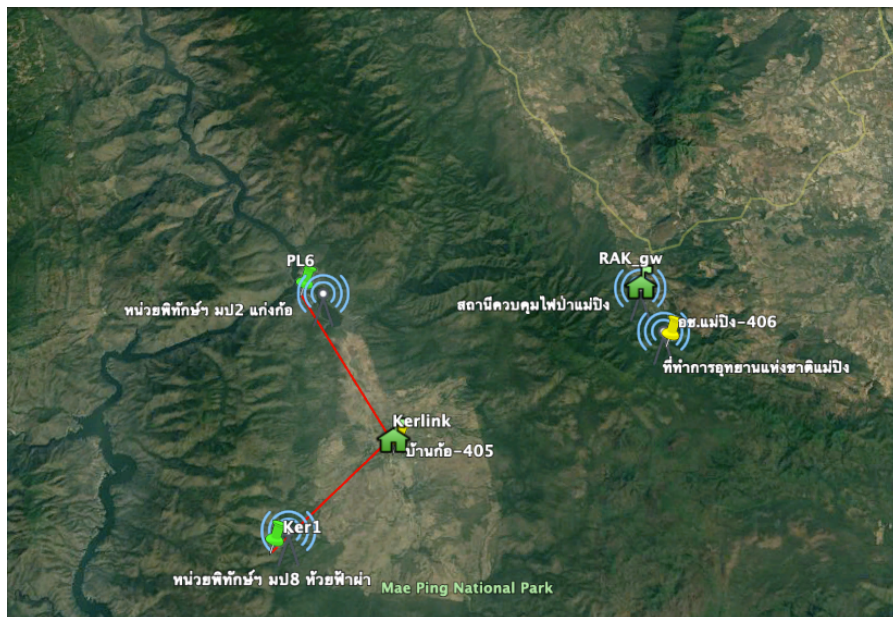 PL6
RAK_gw
หน่วยพิทักษ์ฯ มป2 แก่งก้อ
สถานีควบคุมไฟป่าแม่ปิง
อช.แม่ปิง-406
ที่ทำการอุทยานแห่งชาติแม่ปิง
Kerlink
บ้านก้อ-405
Ker1
หน่วยพิทักษ์ฯ มป8 ห้วยฟ้าผ่า
Mae Ping National Park